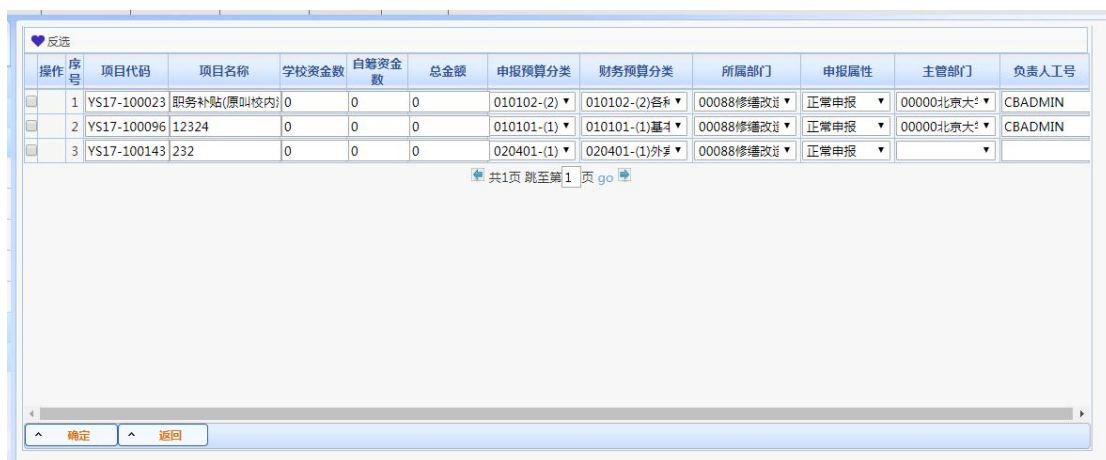 反选
操作 序号 项目代码 项目名称 学校资金数 自筹资金数 总金额 申报预算分类 财务预算分类 所属部门 申报属性 主管部门 负责人工号
1 YS17-100023 职务补贴(原叫校内 0 0 0 010102-(2) 010102-(2)各 00088修缮改造 正常申报 00000北京大 CBADMIN
2 YS17-100096 12324 0 0 0 010101-(1) 010101-(1)基本 00088修缮改造 正常申报 00000北京大 CBADMIN
3 YS17-100143 232 0 0 0 020401-(1) 020401-(1)外 00088修缮改造 正常申报
共1页 跳至第 1 页 go
确定 返回